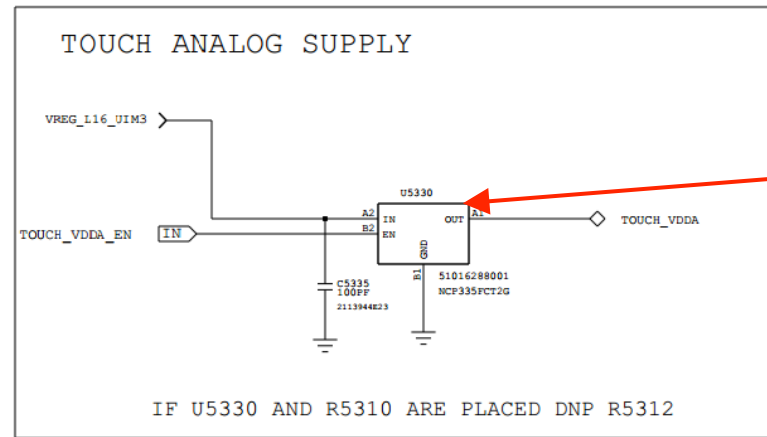 TOUCH ANALOG SUPPLY
VREG_L16_UIM3
U5330
A2 IN OUT A1
TOUCH_VDDA
TOUCH_VDDA_EN IN B2 EN
GND
B1
51016288001
NCP335FCT2G
C5335
100PF
2113944E23
IF U5330 AND R5310 ARE PLACED DNP R5312